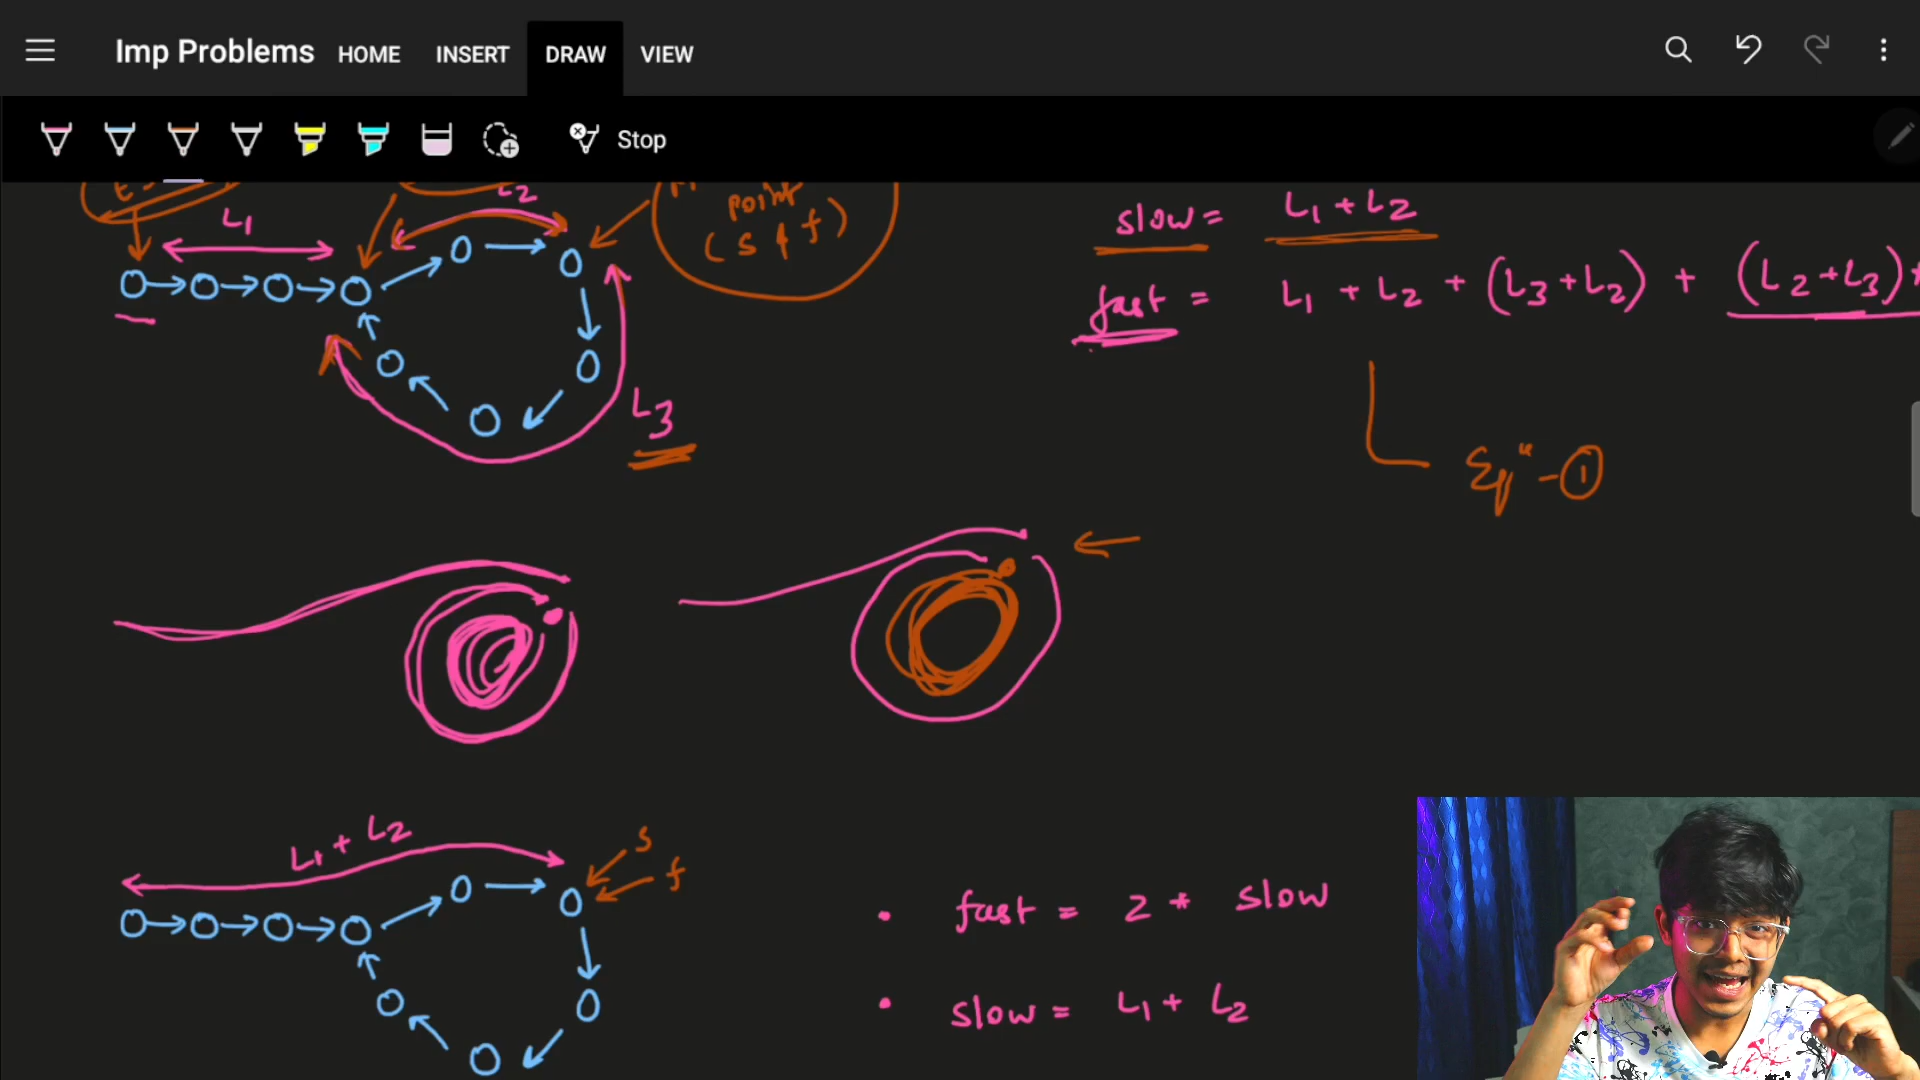 Imp Problems HOME INSERT DRAW VIEW
Stop
L1
L2
point
(s & f)
slow = L1 + L2
fast = L1 + L2 + (L3+L2) + (L2+L3)+
L3
Eqn - 1
L1 + L2
s
f
• fast = 2 * slow
• slow = L1 + L2